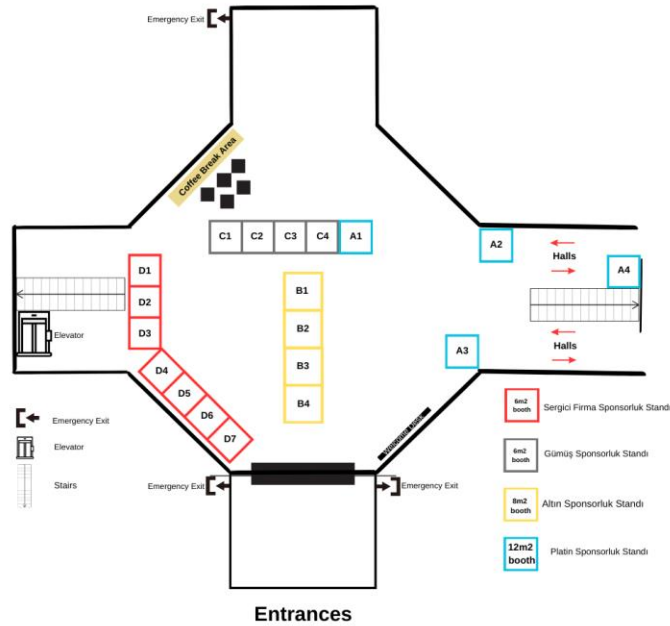 Emergency Exit
Coffee Break Area
C1 C2 C3 C4 A1
A2
Halls
A4
D1
D2
D3
B1
B2
B3
B4
Elevator
Halls
A3
D4
D5
D6
D7
Welcome Desk
Emergency Exit
Elevator
Stairs
6m2
booth
Sergici Firma Sponsorluk Standı
6m2
booth
Gümüş Sponsorluk Standı
8m2
booth
Altın Sponsorluk Standı
12m2
booth
Platin Sponsorluk Standı
Emergency Exit
Emergency Exit
Entrances